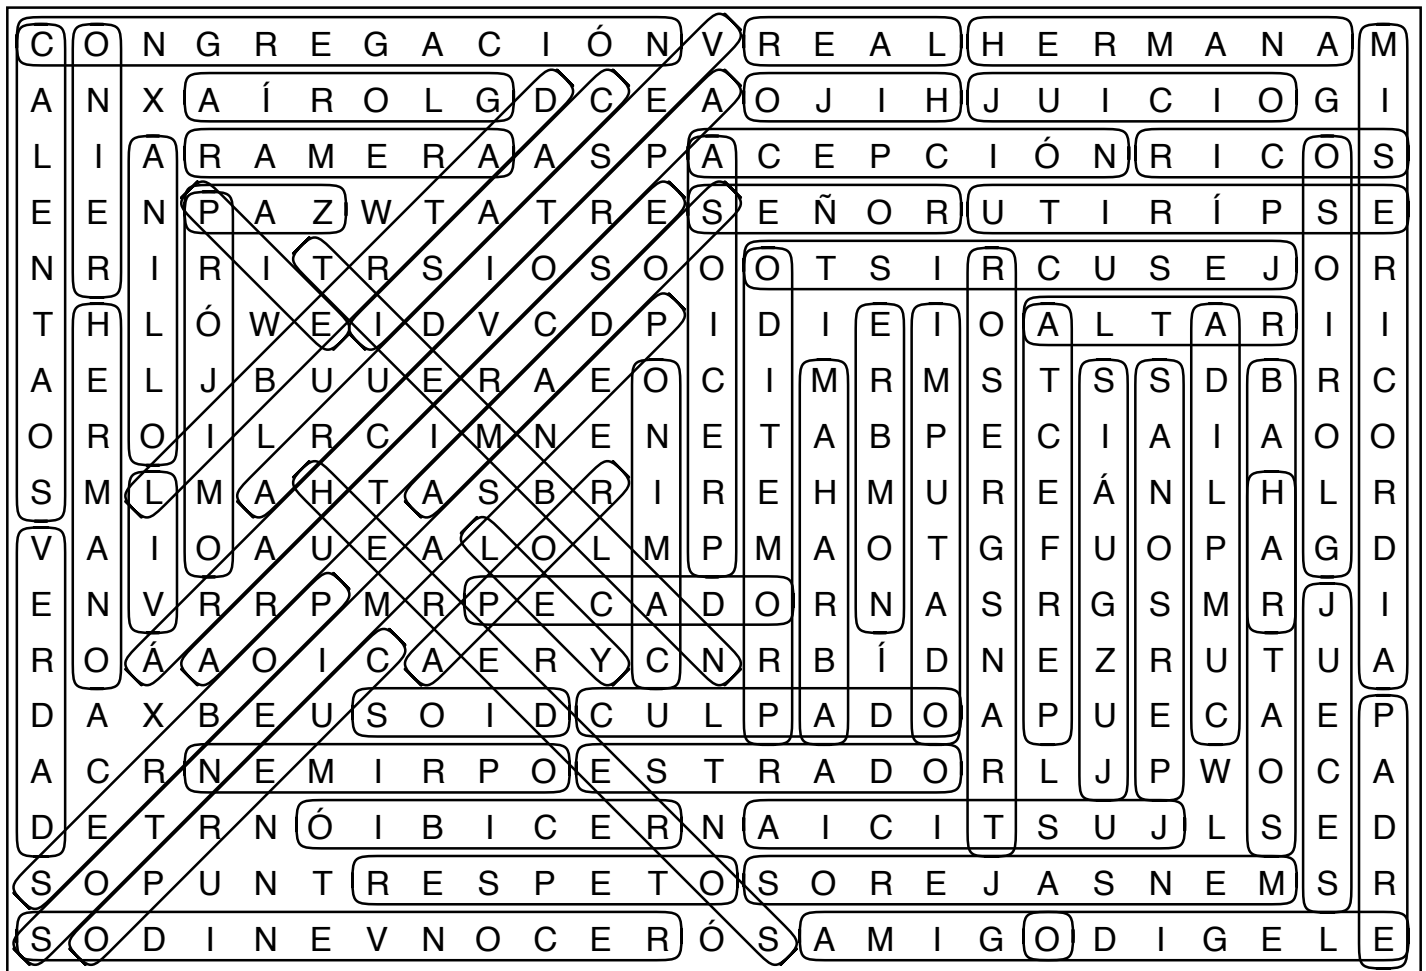 C O N G R E G A C I Ó N V R E A L H E R M A N A M
A N X A Í R O L G D C E A O J I H J U I C I O G I
L I A R A M E R A A S P A C E P C I Ó N R I C O S
E E N P A Z W T A T R E S E Ñ O R U T I R Í P S E
N R I R I T R S I O S O O O T S I R C U S E J O R
T H L Ó W E I D V C D P I D I E I O A L T A R I I
A E L J B U U E R A E O C I M R M S T S S D B R C
O R O I L R C I M N E N E T A B P E C I A I A O O
S M L M A H T A S B R I R E H M U R E Á N L H L R
V A I O A U E A L O L M P M A O T G F U O P A G D
E N V R R P M R P E C A D O R N A S R G S M R J I
R O Á A O I C A E R Y C N R B Í D N E Z R U T U A
D A X B E U S O I D C U L P A D O A P U E C A E P
A C R N E M I R P O E S T R A D O R L J P W O C A
D E T R N Ó I B I C E R N A I C I T S U J L S E D
S O P U N T R E S P E T O S O R E J A S N E M S R
S O D I N E V N O C E R Ó S A M I G O D I G E L E